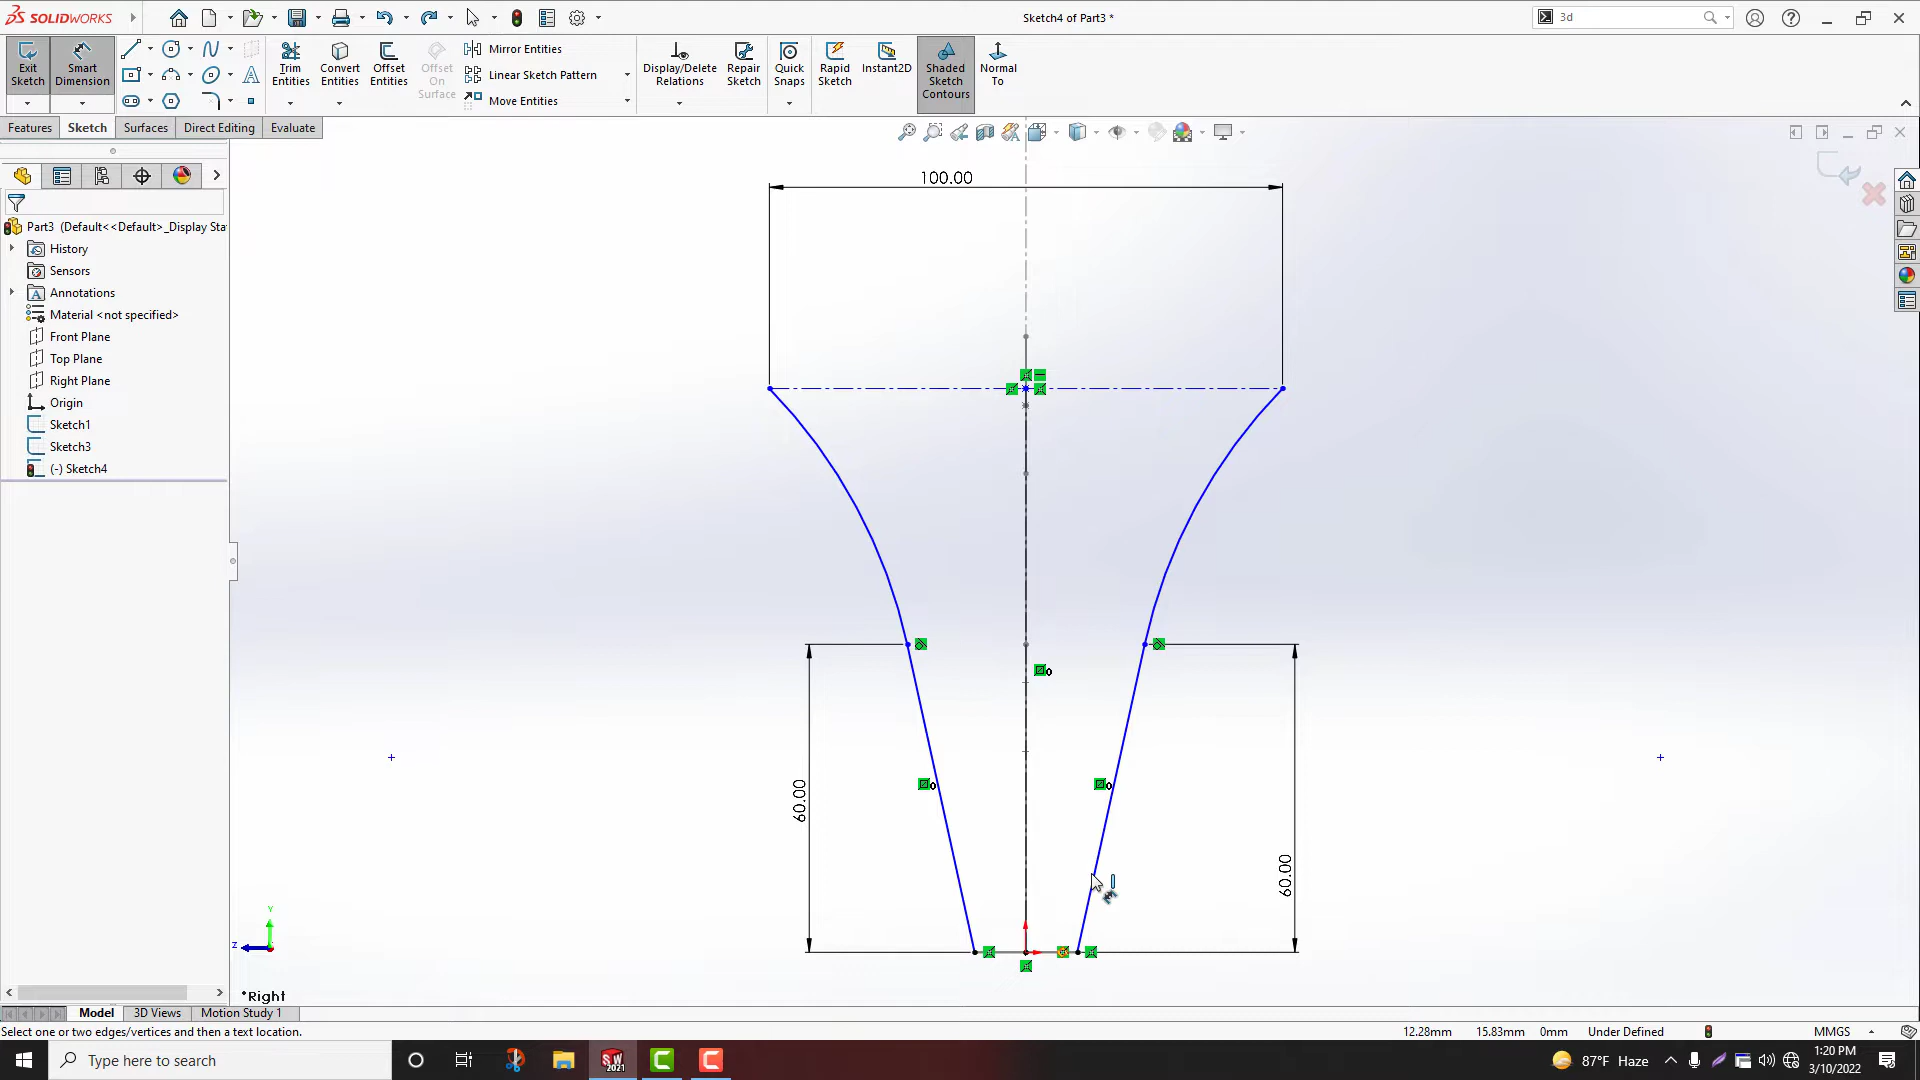 SOLIDWORKS
Sketch4 of Part3 *
3d
Exit Sketch
Smart Dimension
Trim Entities
Convert Entities
Offset Entities
Offset On Surface
Mirror Entities
Linear Sketch Pattern
Move Entities
Display/Delete Relations
Repair Sketch
Quick Snaps
Rapid Sketch
Instant2D
Shaded Sketch Contours
Normal To
Features
Sketch
Surfaces
Direct Editing
Evaluate
Part3 (Default<<Default>_Display Sta
History
Sensors
Annotations
Material <not specified>
Front Plane
Top Plane
Right Plane
Origin
Sketch1
Sketch3
(-) Sketch4
100.00
60.00
60.00
0
0
0
Y
Z
*Right
Model
3D Views
Motion Study 1
Select one or two edges/vertices and then a text location.
12.28mm
15.83mm
0mm
Under Defined
MMGS
Type here to search
SW
2021
87°F Haze
1:20 PM
3/10/2022